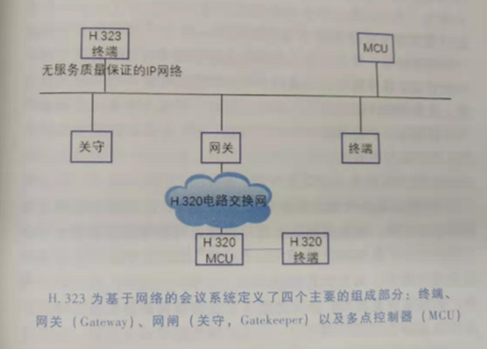 H.323
终端
MCU
无服务质量保证的IP网络
关守
网关
终端
H.320电路交换网
H.320
MCU
H.320
终端
H. 323 为基于网络的会议系统定义了四个主要的组成部分：终端、
网关（Gateway）、网闸（关守，Gatekeeper）以及多点控制器（MCU）